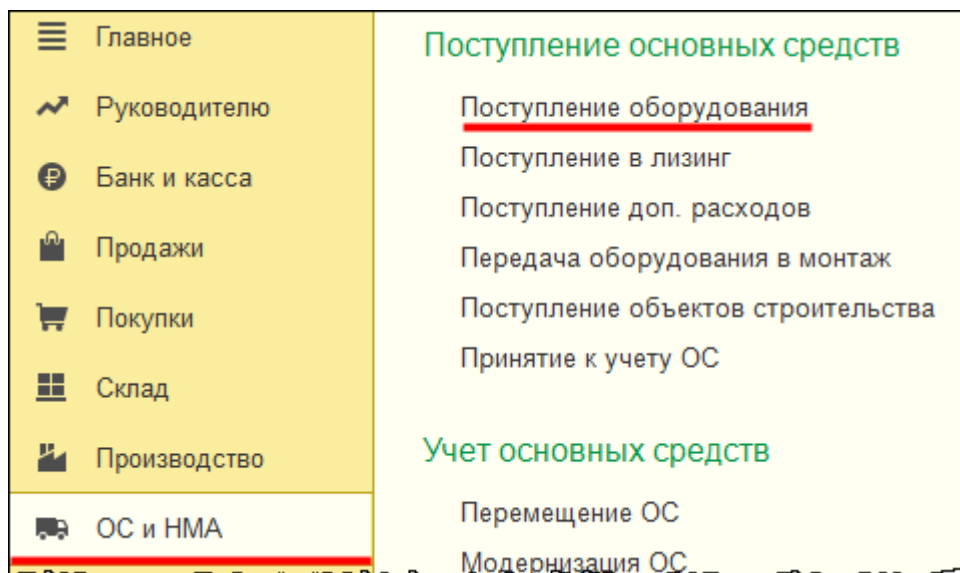 Главное
Руководителю
Банк и касса
Продажи
Покупки
Склад
Производство
ОС и НМА
Поступление основных средств
Поступление оборудования
Поступление в лизинг
Поступление доп. расходов
Передача оборудования в монтаж
Поступление объектов строительства
Принятие к учету ОС
Учет основных средств
Перемещение ОС
Модернизация ОС